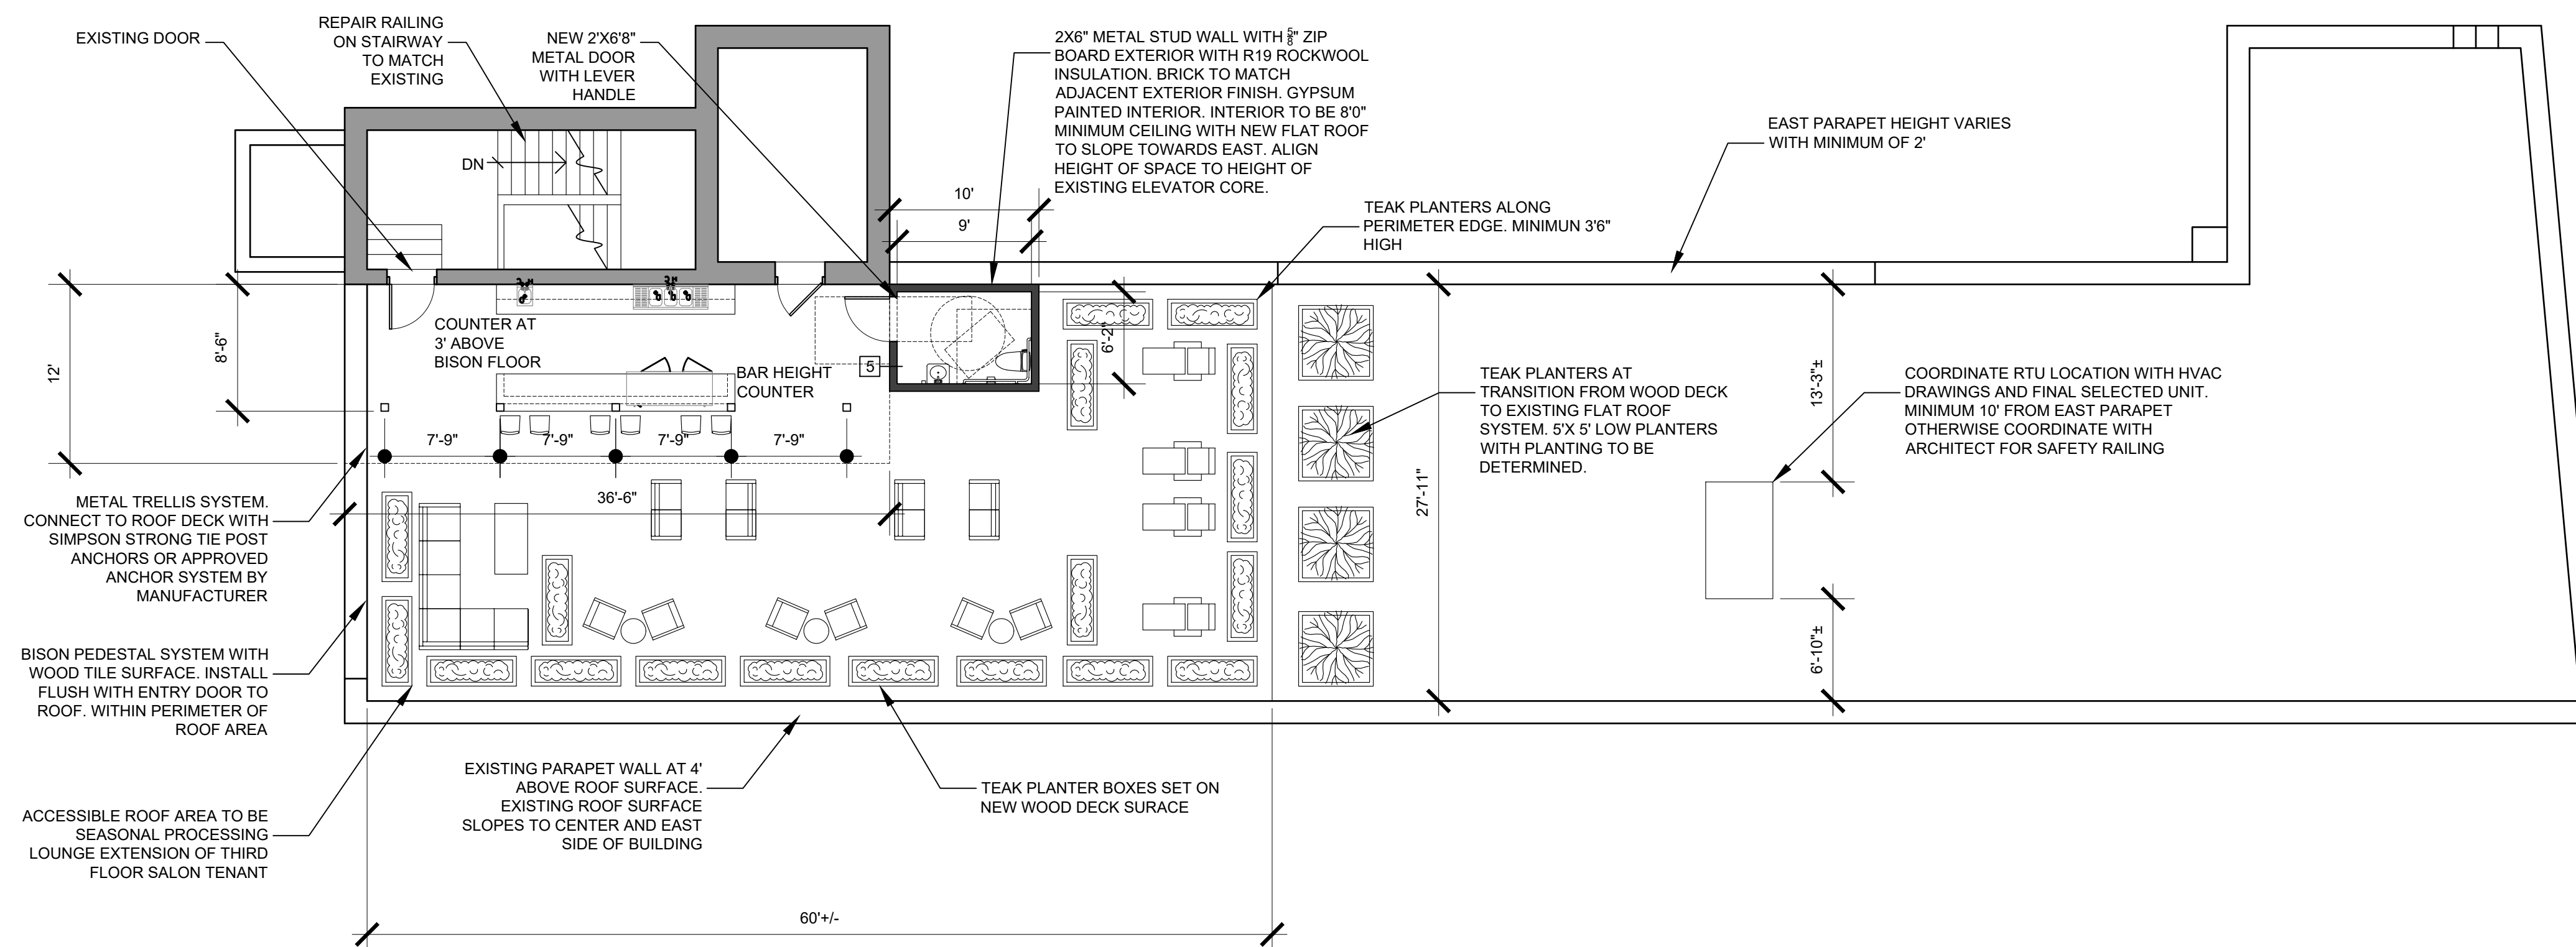 EXISTING DOOR
REPAIR RAILING
ON STAIRWAY
TO MATCH
EXISTING
NEW 2'X6'8"
METAL DOOR
WITH LEVER
HANDLE
2X6" METAL STUD WALL WITH 5/8" ZIP
BOARD EXTERIOR WITH R19 ROCKWOOL
INSULATION. BRICK TO MATCH
ADJACENT EXTERIOR FINISH. GYPSUM
PAINTED INTERIOR. INTERIOR TO BE 8'0"
MINIMUM CEILING WITH NEW FLAT ROOF
TO SLOPE TOWARDS EAST. ALIGN
HEIGHT OF SPACE TO HEIGHT OF
EXISTING ELEVATOR CORE.
EAST PARAPET HEIGHT VARIES
WITH MINIMUM OF 2'
TEAK PLANTERS ALONG
PERIMETER EDGE. MINIMUN 3'6"
HIGH
DN
10'
9'
12'
8'-6"
COUNTER AT
3' ABOVE
BISON FLOOR
BAR HEIGHT
COUNTER
5
6'-2"
7'-9"
7'-9"
7'-9"
7'-9"
36'-6"
27'-11"
13'-3"±
6'-10"±
TEAK PLANTERS AT
TRANSITION FROM WOOD DECK
TO EXISTING FLAT ROOF
SYSTEM. 5'X 5' LOW PLANTERS
WITH PLANTING TO BE
DETERMINED.
COORDINATE RTU LOCATION WITH HVAC
DRAWINGS AND FINAL SELECTED UNIT.
MINIMUM 10' FROM EAST PARAPET
OTHERWISE COORDINATE WITH
ARCHITECT FOR SAFETY RAILING
METAL TRELLIS SYSTEM.
CONNECT TO ROOF DECK WITH
SIMPSON STRONG TIE POST
ANCHORS OR APPROVED
ANCHOR SYSTEM BY
MANUFACTURER
BISON PEDESTAL SYSTEM WITH
WOOD TILE SURFACE. INSTALL
FLUSH WITH ENTRY DOOR TO
ROOF. WITHIN PERIMETER OF
ROOF AREA
ACCESSIBLE ROOF AREA TO BE
SEASONAL PROCESSING
LOUNGE EXTENSION OF THIRD
FLOOR SALON TENANT
EXISTING PARAPET WALL AT 4'
ABOVE ROOF SURFACE.
EXISTING ROOF SURFACE
SLOPES TO CENTER AND EAST
SIDE OF BUILDING
TEAK PLANTER BOXES SET ON
NEW WOOD DECK SURACE
60'+/-